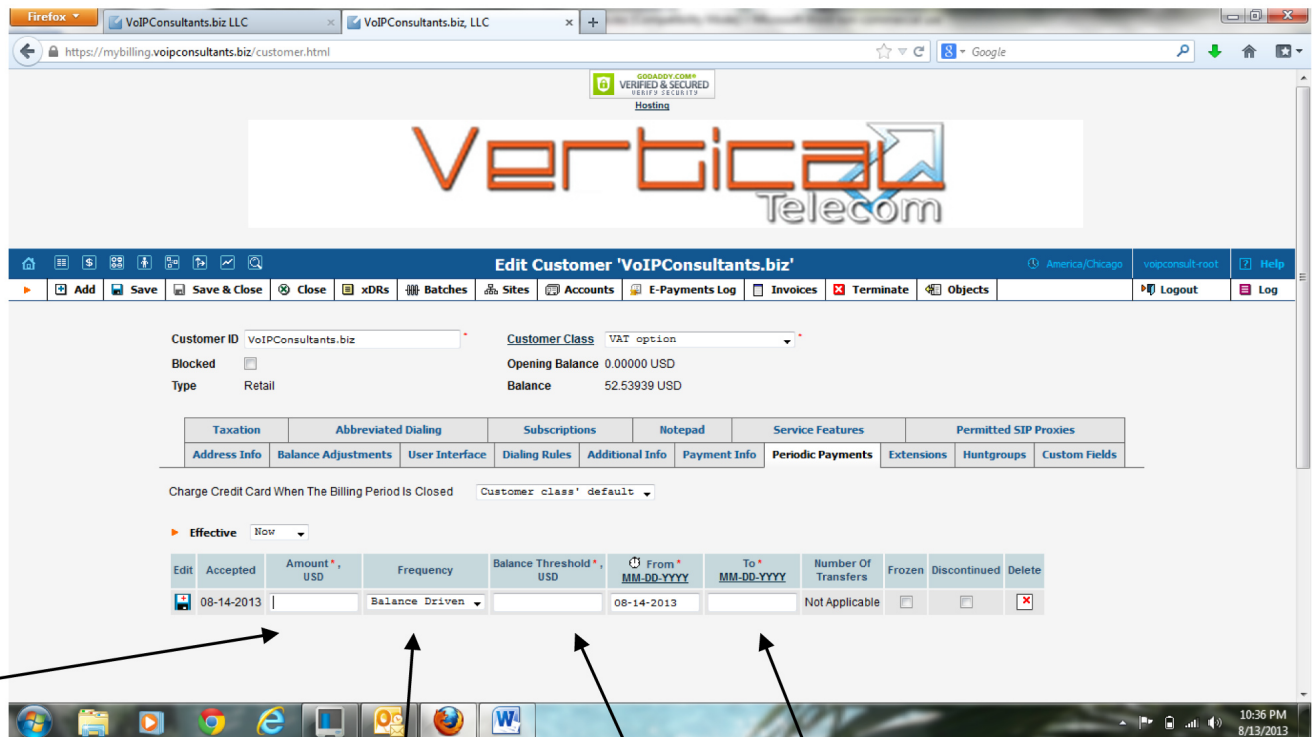 Firefox
VoIPConsultants.biz LLC
VoIPConsultants.biz, LLC
https://mybilling.voipconsultants.biz/customer.html
Google
GODADDY.COM®
VERIFIED & SECURED
VERIFY SECURITY
Hosting
Vertical
Telecom
Edit Customer 'VoIPConsultants.biz'
America/Chicago
voipconsult-root
Help
Add Save Save & Close Close xDRs Batches Sites Accounts E-Payments Log Invoices Terminate Objects Logout Log
Customer ID VoIPConsultants.biz * Customer Class VAT option *
Blocked Opening Balance 0.00000 USD
Type Retail Balance 52.53939 USD
Taxation Abbreviated Dialing Subscriptions Notepad Service Features Permitted SIP Proxies
Address Info Balance Adjustments User Interface Dialing Rules Additional Info Payment Info Periodic Payments Extensions Huntgroups Custom Fields
Charge Credit Card When The Billing Period Is Closed Customer class' default
Effective Now
Edit Accepted Amount *, USD Frequency Balance Threshold *, USD From * MM-DD-YYYY To * MM-DD-YYYY Number Of Transfers Frozen Discontinued Delete
08-14-2013 Balance Driven 08-14-2013 Not Applicable
10:36 PM
8/13/2013